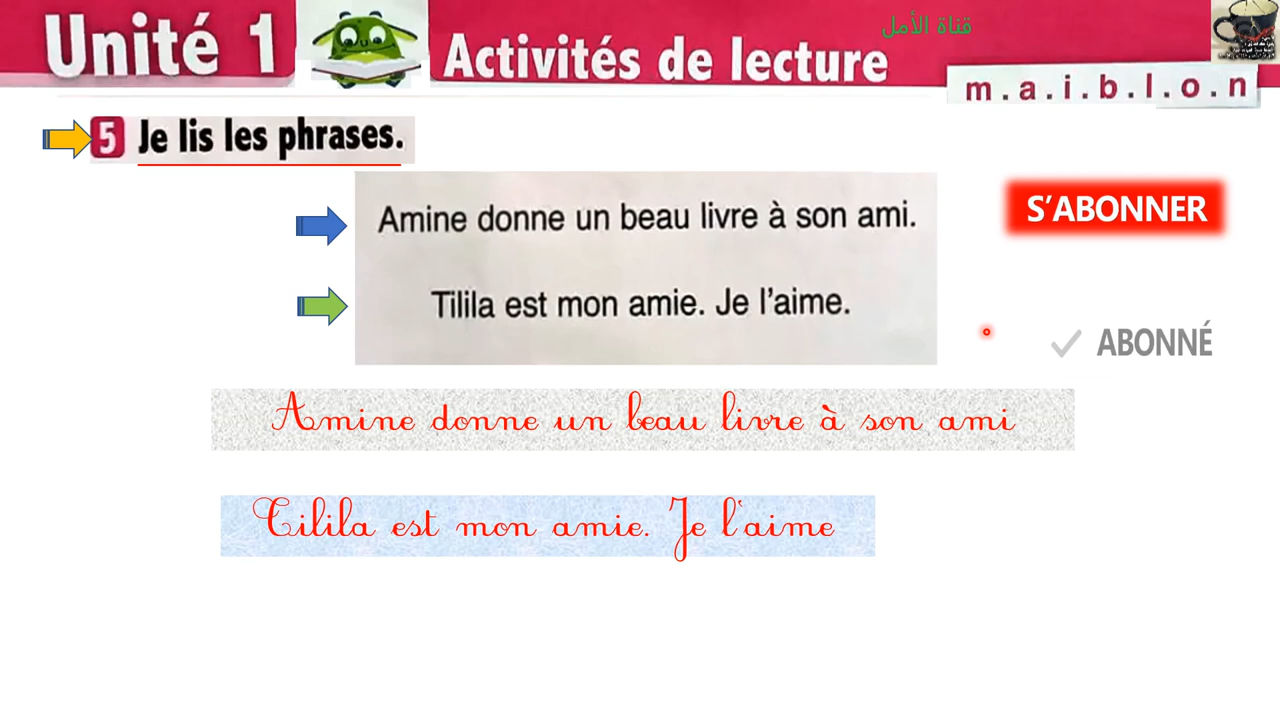 Unité 1
Activités de lecture
قناة الأمل
m.a.i.b.l.o.n
5 Je lis les phrases.
Amine donne un beau livre à son ami.
S'ABONNER
Tilila est mon amie. Je l'aime.
ABONNÉ
Amine donne un beau livre à son ami
Tilila est mon amie. Je l'aime